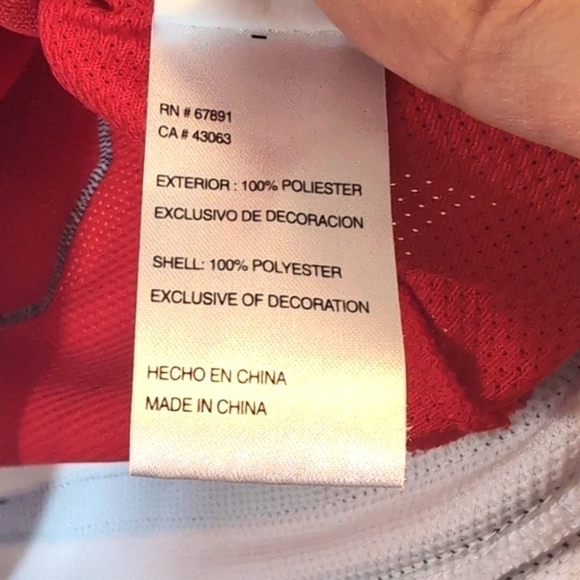 RN # 67891
CA # 43063
EXTERIOR : 100% POLIESTER
EXCLUSIVO DE DECORACION
SHELL: 100% POLYESTER
EXCLUSIVE OF DECORATION
HECHO EN CHINA
MADE IN CHINA